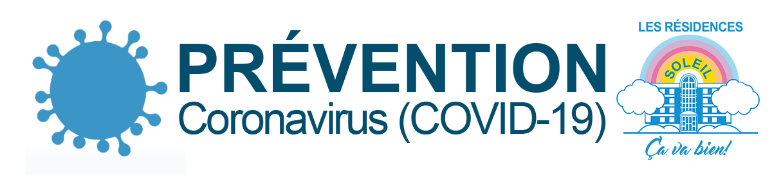 PRÉVENTION
Coronavirus (COVID-19)
LES RÉSIDENCES
SOLEIL
Ça va bien!